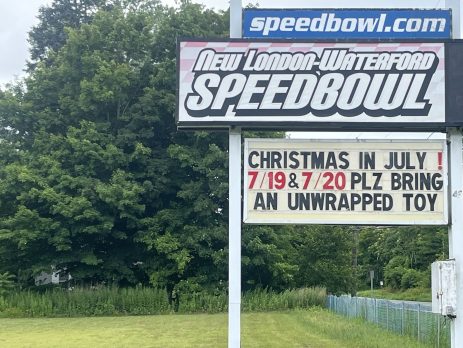 speedbowl.com
NEW LONDON-WATERFORD
SPEEDBOWL
CHRISTMAS IN JULY !
7/19 & 7/20 PLZ BRING
AN UNWRAPPED TOY